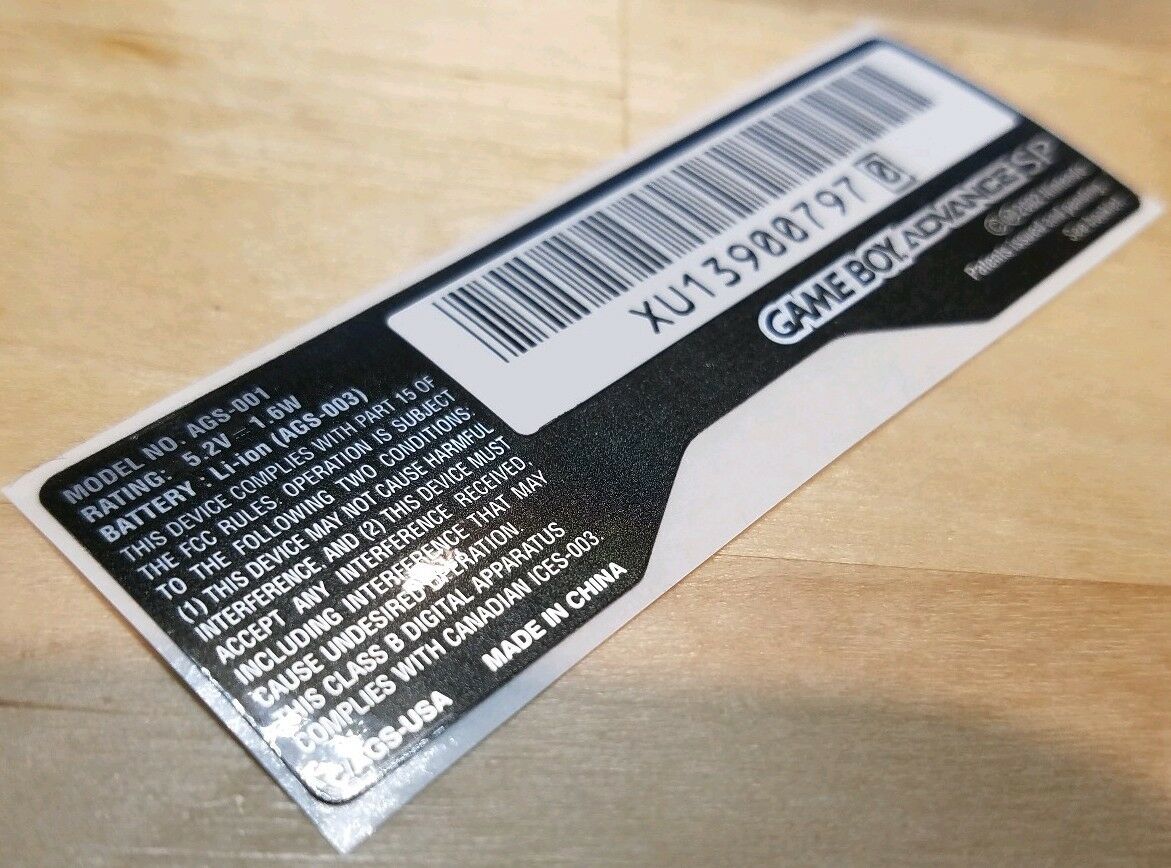 MODEL NO. AGS-001
RATING: 5.2V⎓1.6W
BATTERY : Li-ion (AGS-003)
THIS DEVICE COMPLIES WITH PART 15 OF
THE FCC RULES. OPERATION IS SUBJECT
TO THE FOLLOWING TWO CONDITIONS.
(1) THIS DEVICE MAY NOT CAUSE HARMFUL
INTERFERENCE AND (2) THIS DEVICE MUST
ACCEPT ANY INTERFERENCE RECEIVED,
INCLUDING INTERFERENCE THAT MAY
CAUSE UNDESIRED OPERATION.
THIS CLASS B DIGITAL APPARATUS
COMPLIES WITH CANADIAN ICES-003.
AGS-USA MADE IN CHINA
XU13900797 0
GAME BOY ADVANCE SP
Patents issued and pending